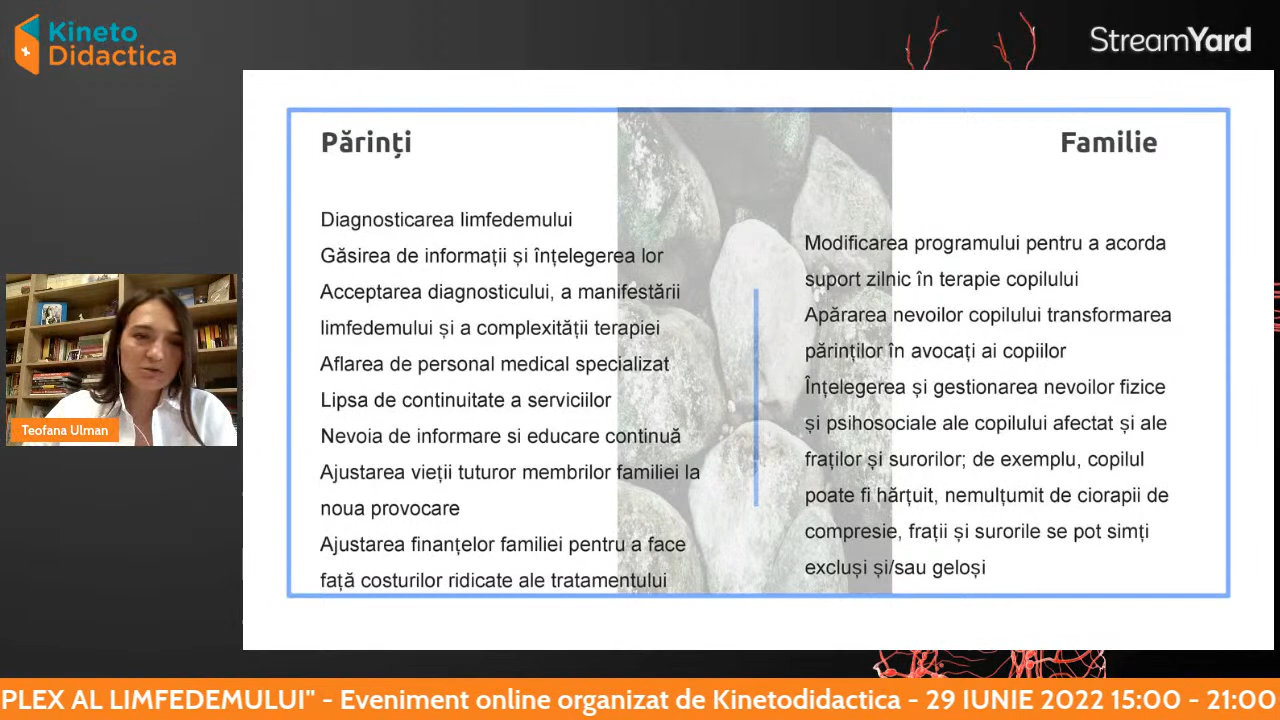 Kineto
Didactica
StreamYard
Părinți
Diagnosticarea limfedemului
Găsirea de informații și înțelegerea lor
Acceptarea diagnosticului, a manifestării
limfedemului și a complexității terapiei
Aflarea de personal medical specializat
Lipsa de continuitate a serviciilor
Nevoia de informare si educare continuă
Ajustarea vieții tuturor membrilor familiei la
noua provocare
Ajustarea finanțelor familiei pentru a face
față costurilor ridicate ale tratamentului
Familie
Modificarea programului pentru a acorda
suport zilnic în terapie copilului
Apărarea nevoilor copilului transformarea
părinților în avocați ai copiilor
Înțelegerea și gestionarea nevoilor fizice
și psihosociale ale copilului afectat și ale
fraților și surorilor; de exemplu, copilul
poate fi hărțuit, nemulțumit de ciorapii de
compresie, frații și surorile se pot simți
excluși și/sau geloși
Teofana Ulman
PLEX AL LIMFEDEMULUI" - Eveniment online organizat de Kinetodidactica - 29 IUNIE 2022 15:00 - 21:00